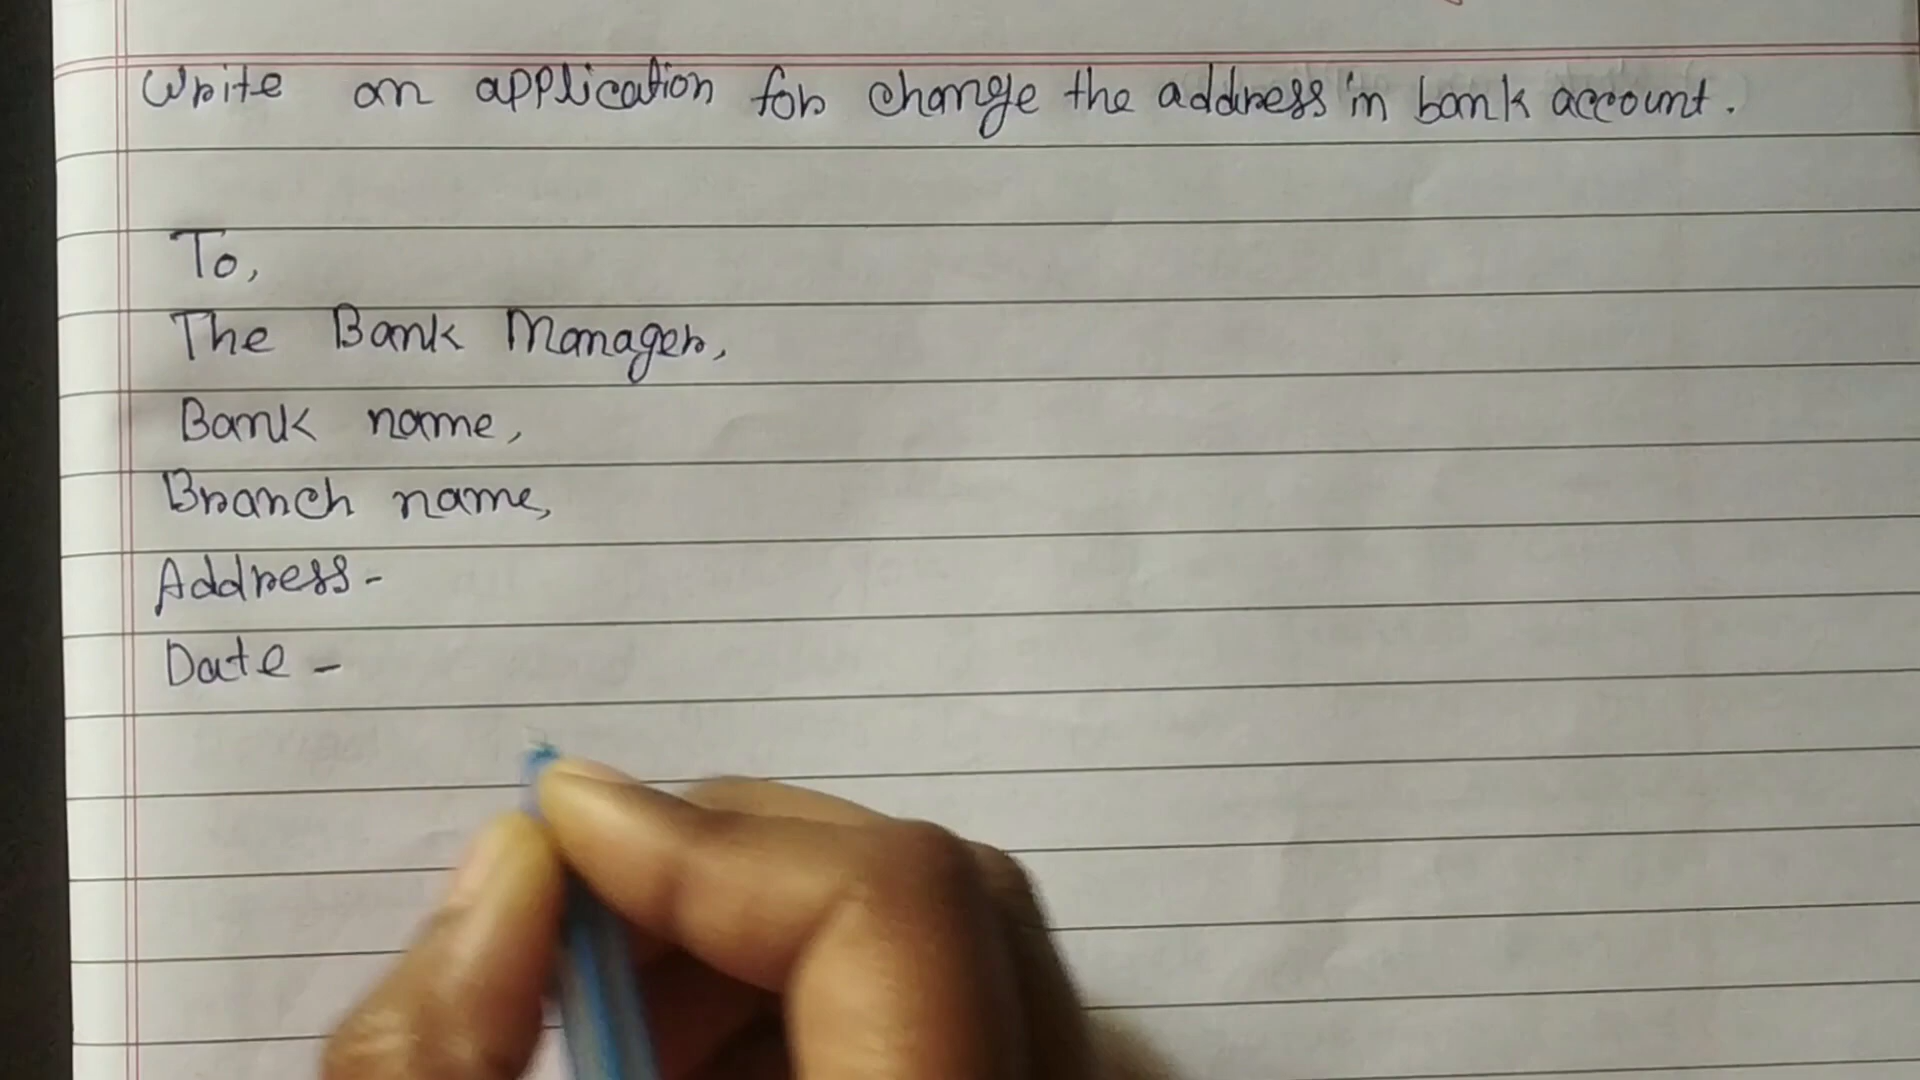 Write an application for change the address in bank account.
To,
The Bank Manager,
Bank name,
Branch name,
Address-
Date -